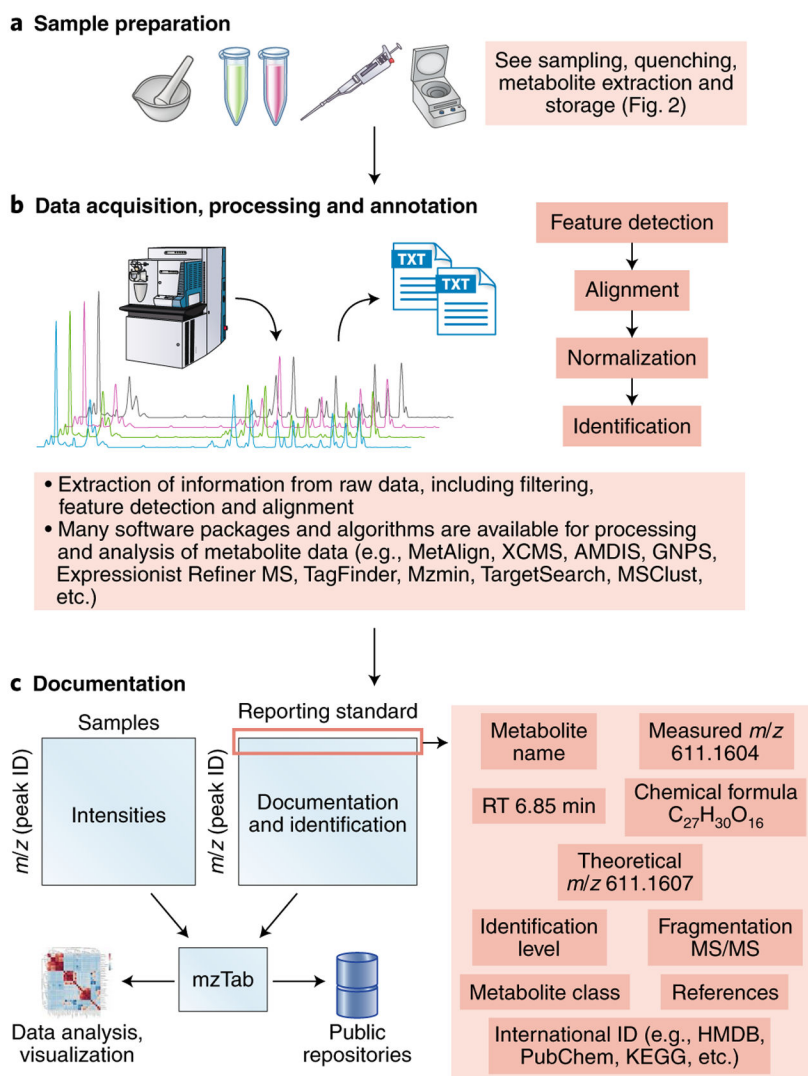 a Sample preparation
See sampling, quenching,
metabolite extraction and
storage (Fig. 2)
b Data acquisition, processing and annotation
TXT
TXT
Feature detection
Alignment
Normalization
Identification
• Extraction of information from raw data, including filtering,
feature detection and alignment
• Many software packages and algorithms are available for processing
and analysis of metabolite data (e.g., MetAlign, XCMS, AMDIS, GNPS,
Expressionist Refiner MS, TagFinder, Mzmin, TargetSearch, MSClust,
etc.)
c Documentation
Samples
m/z (peak ID)
Intensities
Reporting standard
m/z (peak ID)
Documentation
and identification
mzTab
Data analysis,
visualization
Public
repositories
Metabolite
name
Measured m/z
611.1604
RT 6.85 min
Chemical formula
C₂₇H₃₀O₁₆
Theoretical
m/z 611.1607
Identification
level
Fragmentation
MS/MS
Metabolite class
References
International ID (e.g., HMDB,
PubChem, KEGG, etc.)